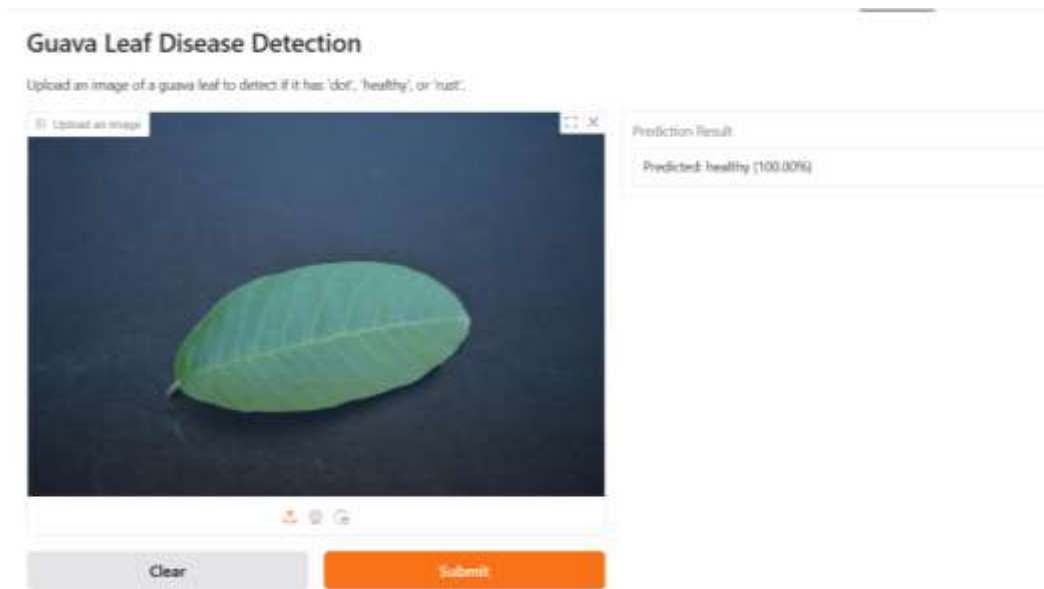 Guava Leaf Disease Detection
Upload an image of a guava leaf to detect if it has 'dot', 'healthy', or 'rust'.
Upload an image
Prediction Result
Predicted: healthy (100.00%)
Clear
Submit